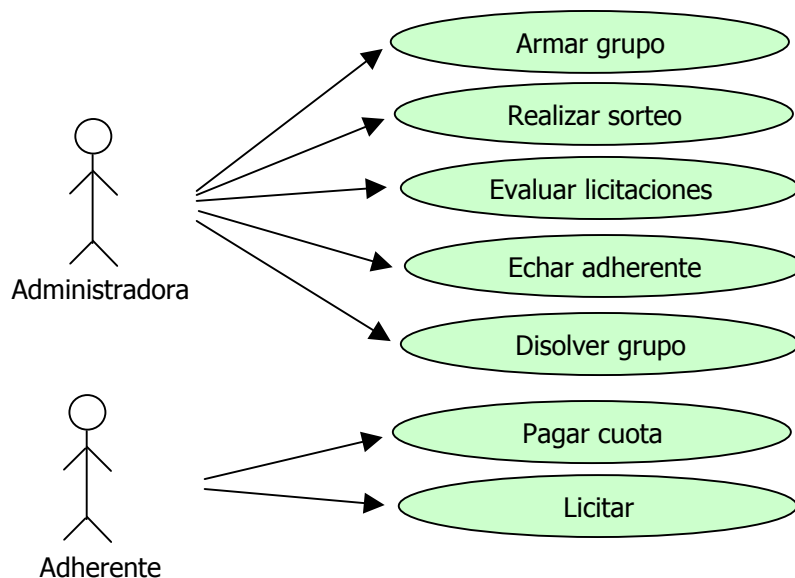 Armar grupo
Realizar sorteo
Evaluar licitaciones
Echar adherente
Administradora
Disolver grupo
Pagar cuota
Licitar
Adherente